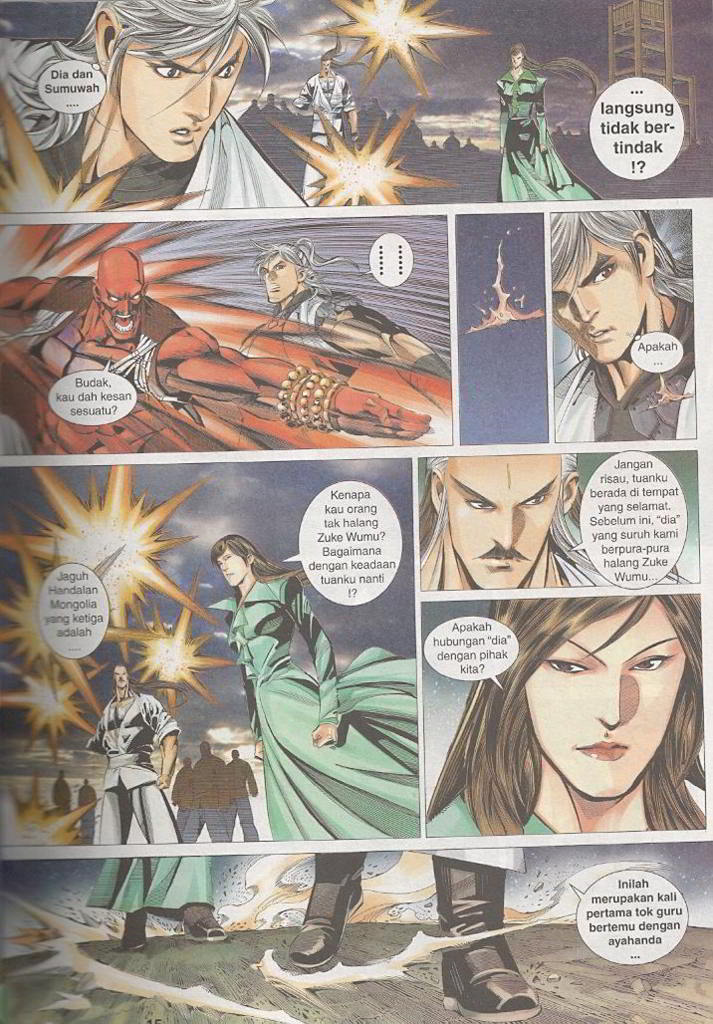 Dia dan
Sumuwah
....
...
langsung
tidak ber-
tindak
!?
Budak,
kau dah kesan
sesuatu?
Apakah
...
Jaguh
Handalan
Mongolia
yang ketiga
adalah
....
Kenapa
kau orang
tak halang
Zuke Wumu?
Bagaimana
dengan keadaan
tuanku nanti
!?
Jangan
risau, tuanku
berada di tempat
yang selamat.
Sebelum ini, “dia”
yang suruh kami
berpura-pura
halang Zuke
Wumu...
Apakah
hubungan “dia”
dengan pihak
kita?
Inilah
merupakan kali
pertama tok guru
bertemu dengan
ayahanda
...
15